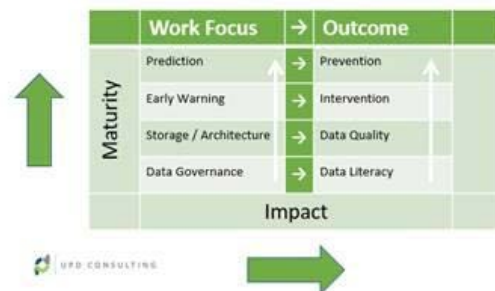 Work Focus → Outcome
Prediction → Prevention
Early Warning → Intervention
Storage / Architecture → Data Quality
Data Governance → Data Literacy
Maturity
Impact
UPD CONSULTING